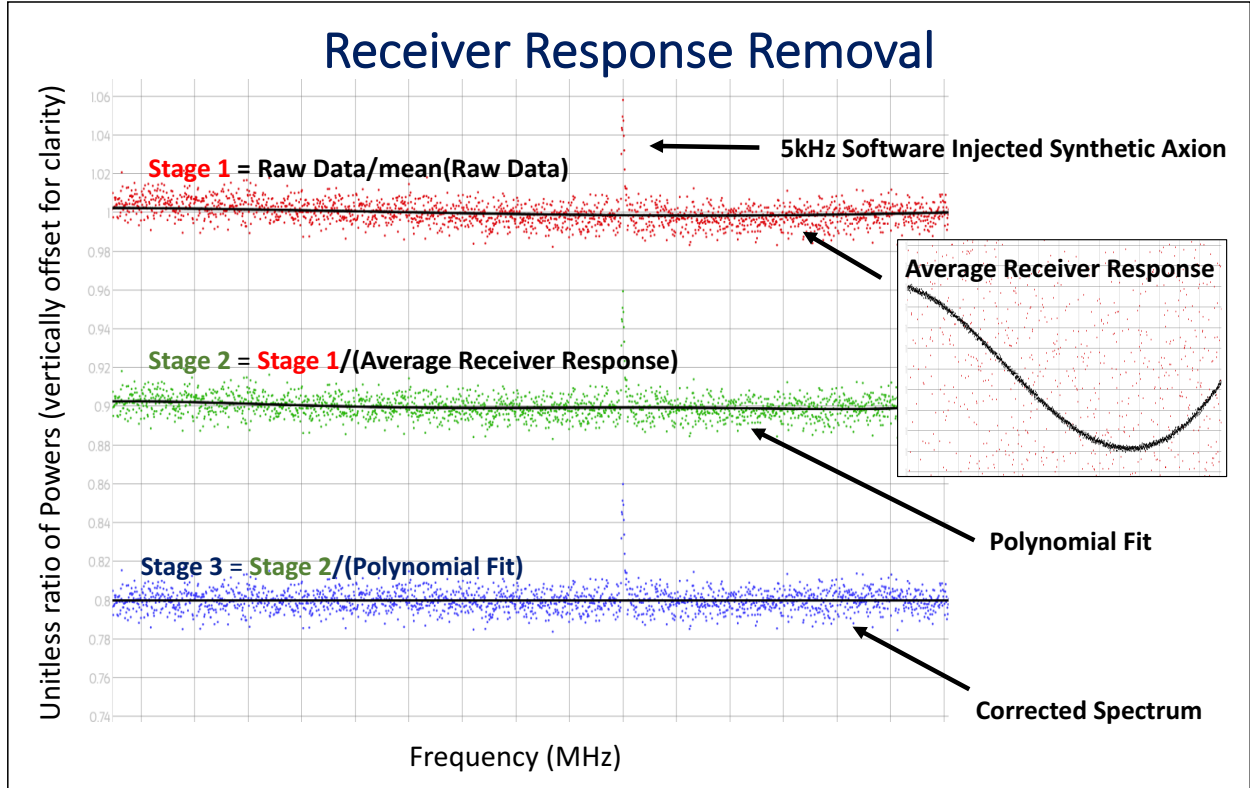 Receiver Response Removal
Unitless ratio of Powers (vertically offset for clarity)
1.06
1.04
5kHz Software Injected Synthetic Axion
1.02
Stage 1 = Raw Data/mean(Raw Data)
1
0.98
Average Receiver Response
0.96
0.94
0.92
Stage 2 = Stage 1/(Average Receiver Response)
0.9
0.88
0.86
Polynomial Fit
0.84
0.82
Stage 3 = Stage 2/(Polynomial Fit)
0.8
0.78
0.76
Corrected Spectrum
0.74
Frequency (MHz)